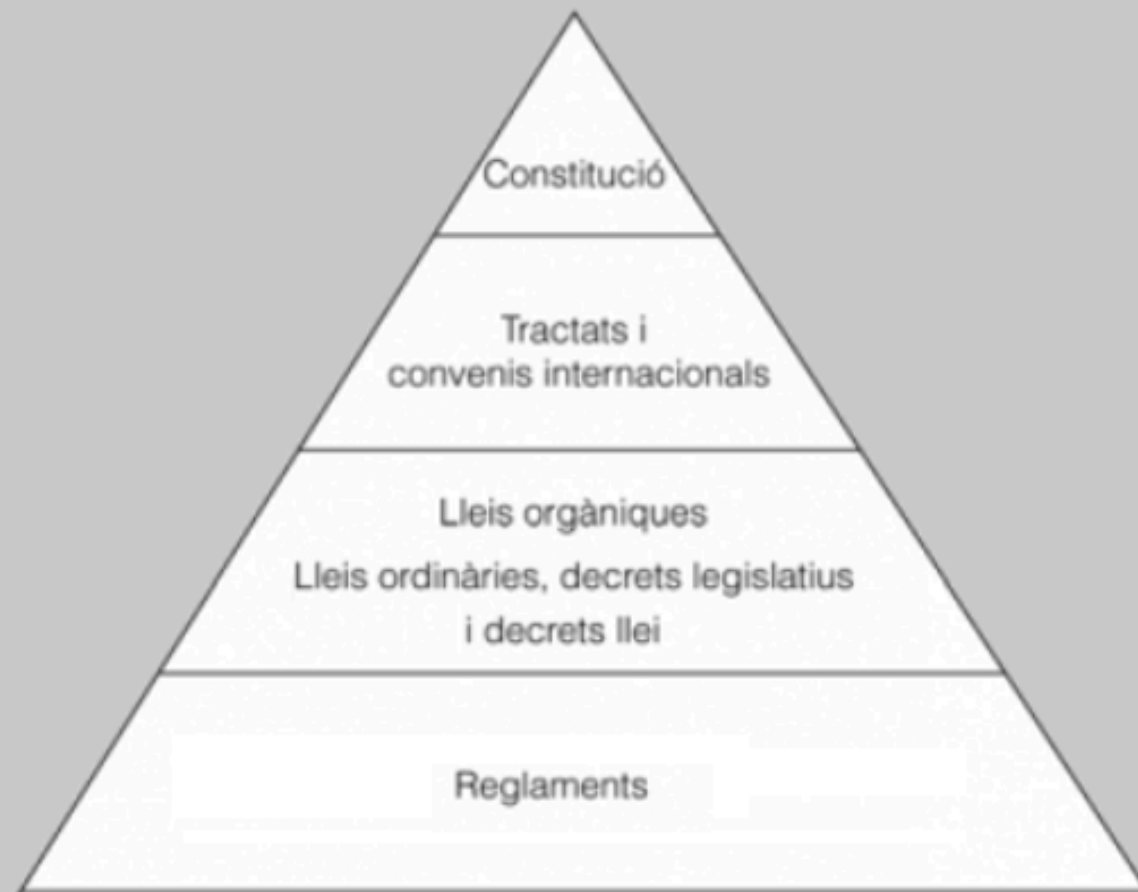 Constitució
Tractats i
convenis internacionals
Lleis orgàniques
Lleis ordinàries, decrets legislatius
i decrets llei
Reglaments